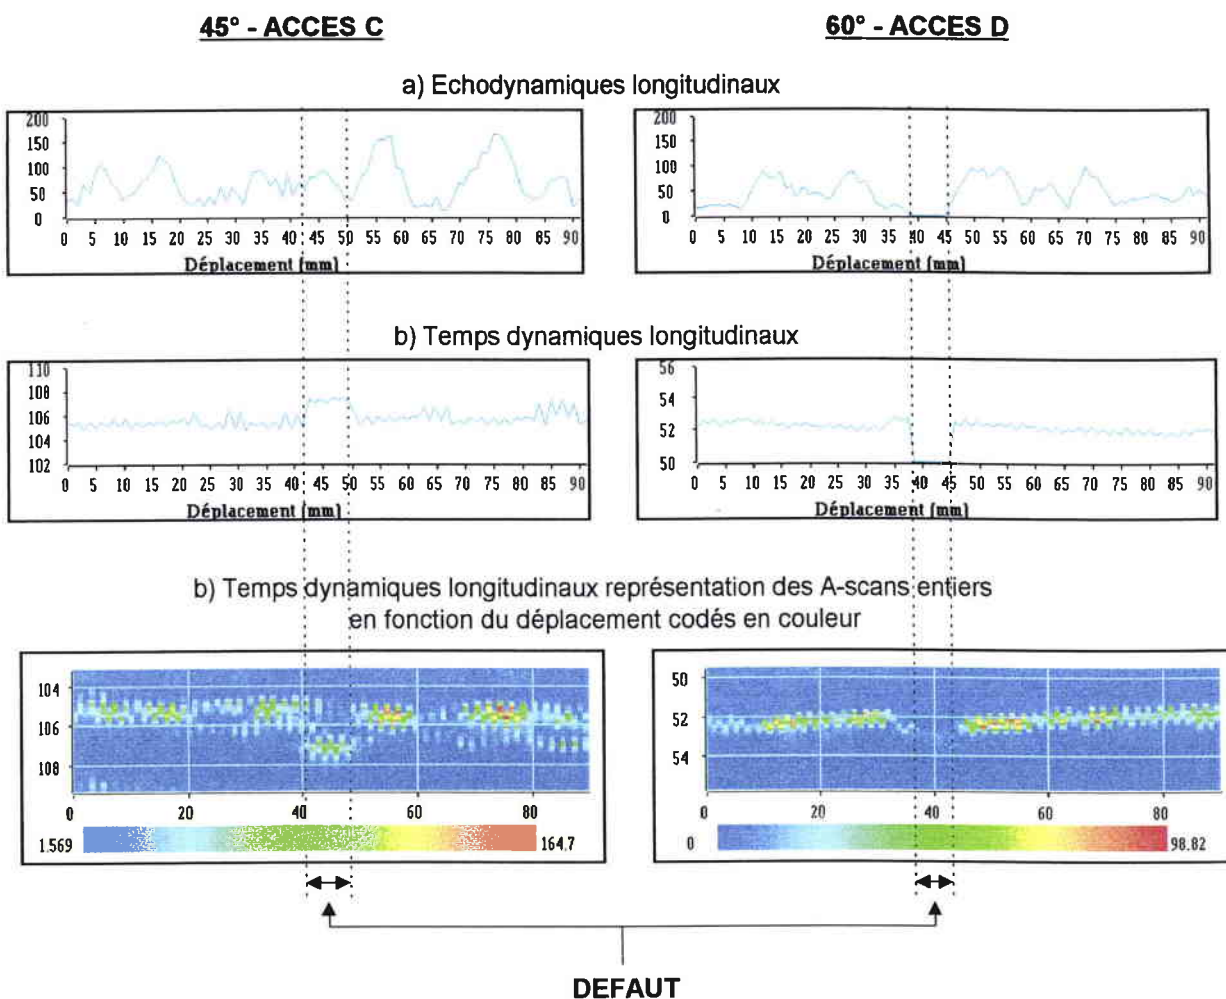 45° - ACCES C
60° - ACCES D
a) Echodynamiques longitudinaux
200
150
100
50
0
0 5 10 15 20 25 30 35 40 45 50 55 60 65 70 75 80 85 90
Déplacement (mm)
200
150
100
50
0
0 5 10 15 20 25 30 35 40 45 50 55 60 65 70 75 80 85 90
Déplacement (mm)
b) Temps dynamiques longitudinaux
110
108
106
104
102
0 5 10 15 20 25 30 35 40 45 50 55 60 65 70 75 80 85 90
Déplacement (mm)
56
54
52
50
0 5 10 15 20 25 30 35 40 45 50 55 60 65 70 75 80 85 90
Déplacement (mm)
b) Temps dynamiques longitudinaux représentation des A-scans entiers
en fonction du déplacement codés en couleur
104
106
108
0 20 40 60 80
1.569 164.7
50
52
54
0 20 40 60 80
0 98.82
DEFAUT